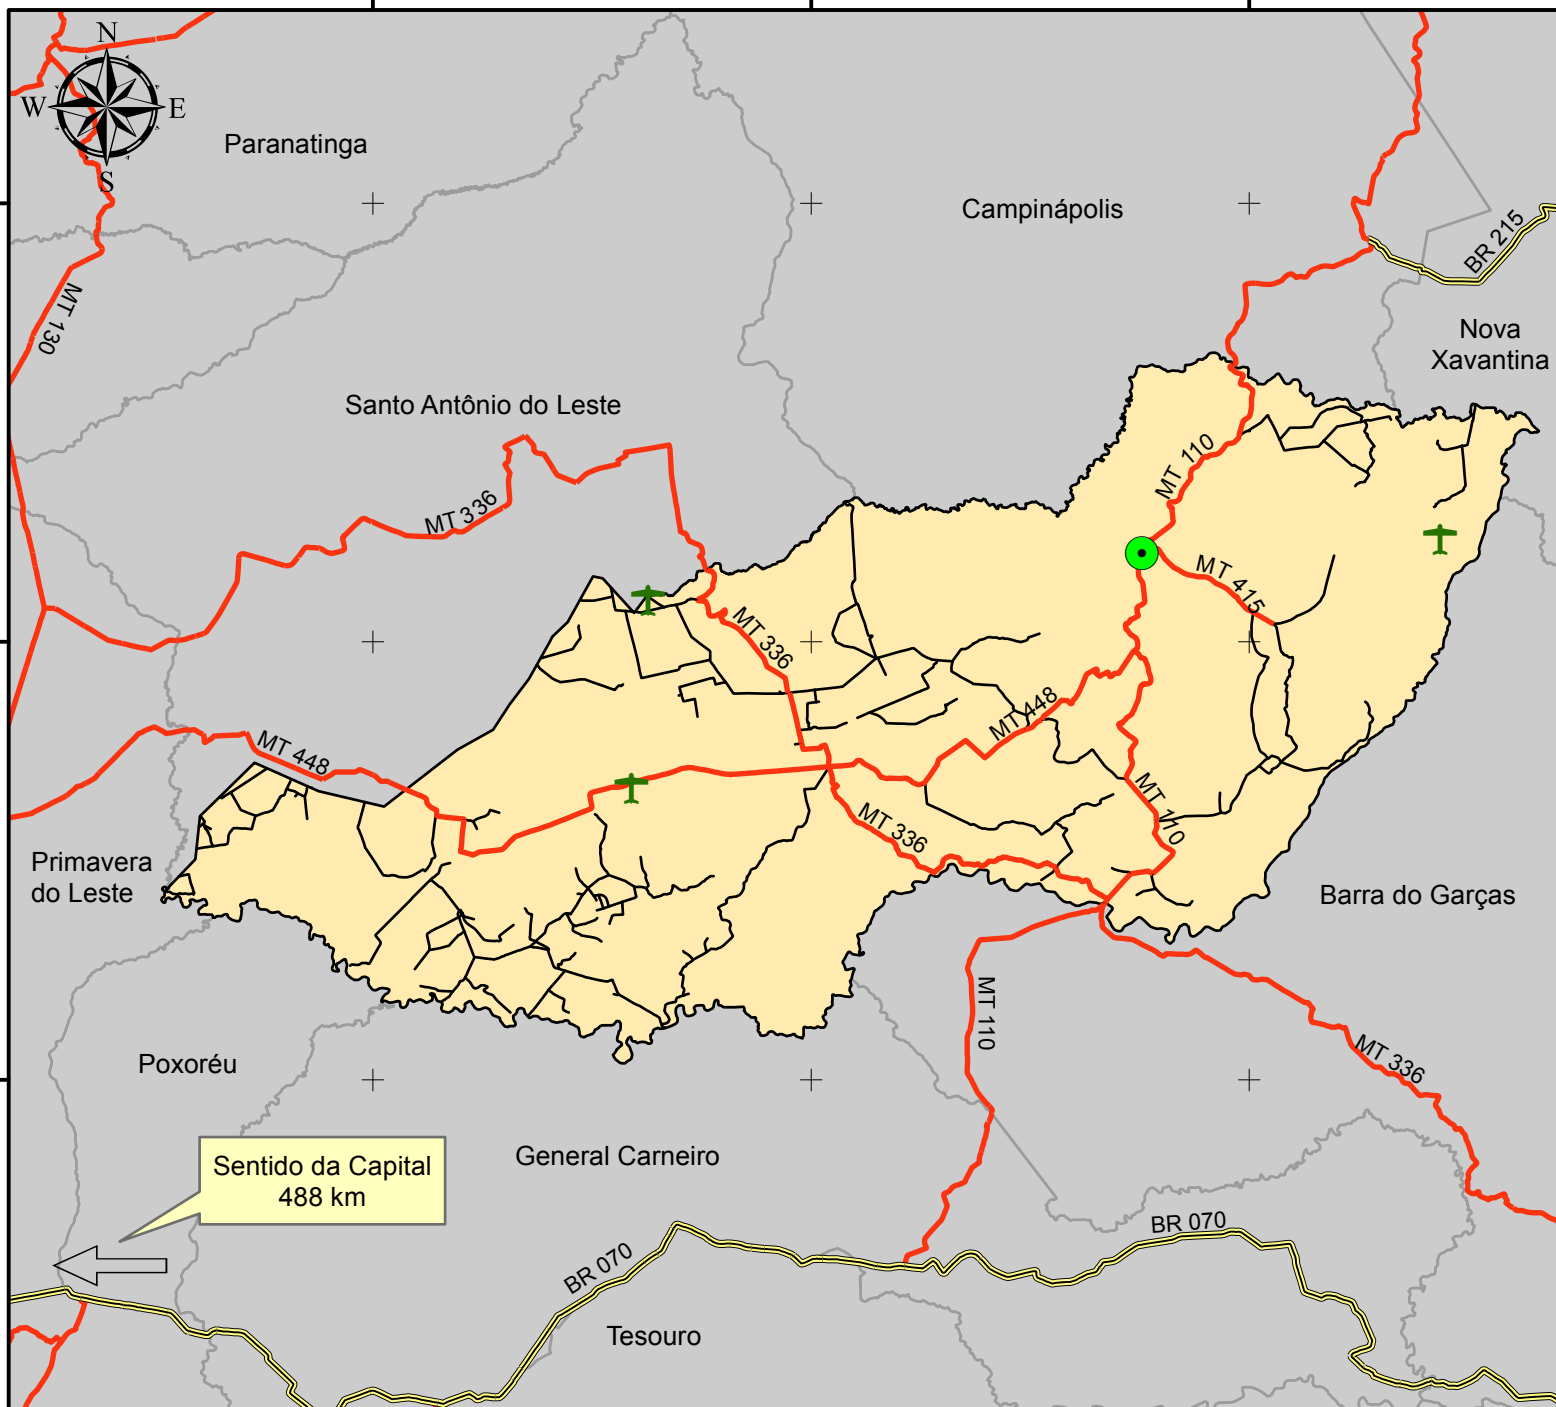 N
W
E
S
Paranatinga
Campinápolis
BR 215
MT 130
Nova
Xavantina
Santo Antônio do Leste
MT 110
MT 336
MT 415
MT 336
MT 448
MT 448
MT 110
MT 336
Primavera
do Leste
Barra do Garças
MT 110
MT 336
Poxoréu
General Carneiro
Sentido da Capital
488 km
BR 070
BR 070
Tesouro